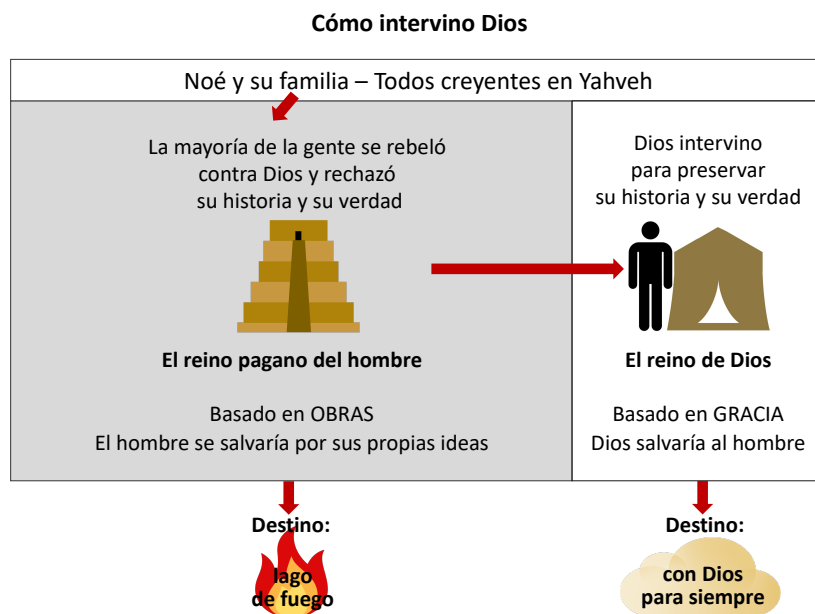 Cómo intervino Dios
Noé y su familia – Todos creyentes en Yahveh
La mayoría de la gente se rebeló
contra Dios y rechazó
su historia y su verdad
El reino pagano del hombre
Basado en OBRAS
El hombre se salvaría por sus propias ideas
Destino:
lago
de fuego
Dios intervino
para preservar
su historia y su verdad
El reino de Dios
Basado en GRACIA
Dios salvaría al hombre
Destino:
con Dios
para siempre